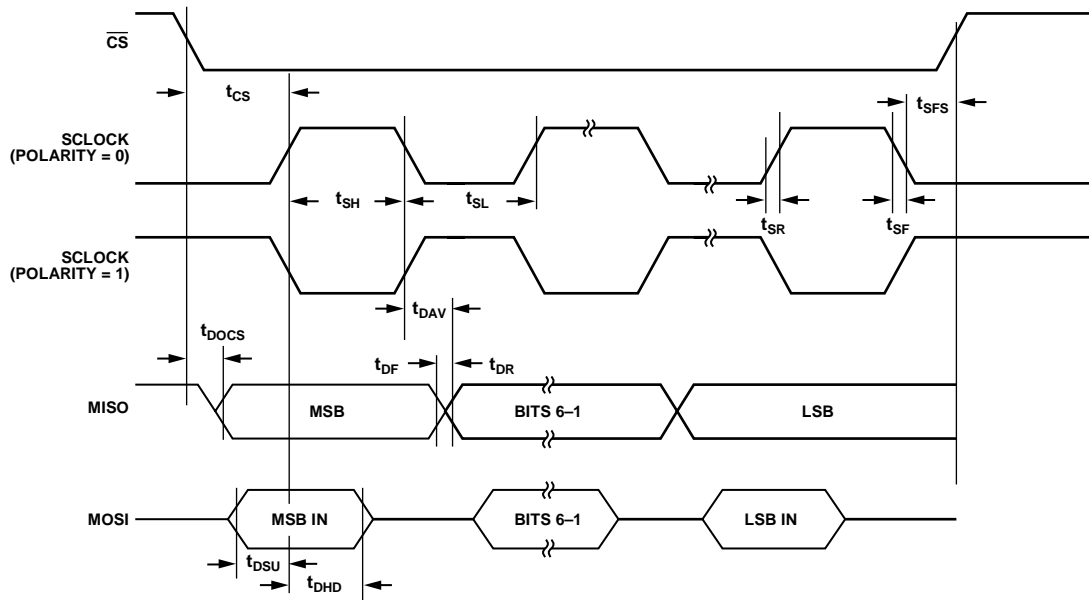 CS
tCS
tSFS
SCLOCK
(POLARITY = 0)
tSH
tSL
tSR
tSF
SCLOCK
(POLARITY = 1)
tDAV
tDOCS
tDF
tDR
MISO
MSB
BITS 6–1
LSB
MOSI
MSB IN
BITS 6–1
LSB IN
tDSU
tDHD